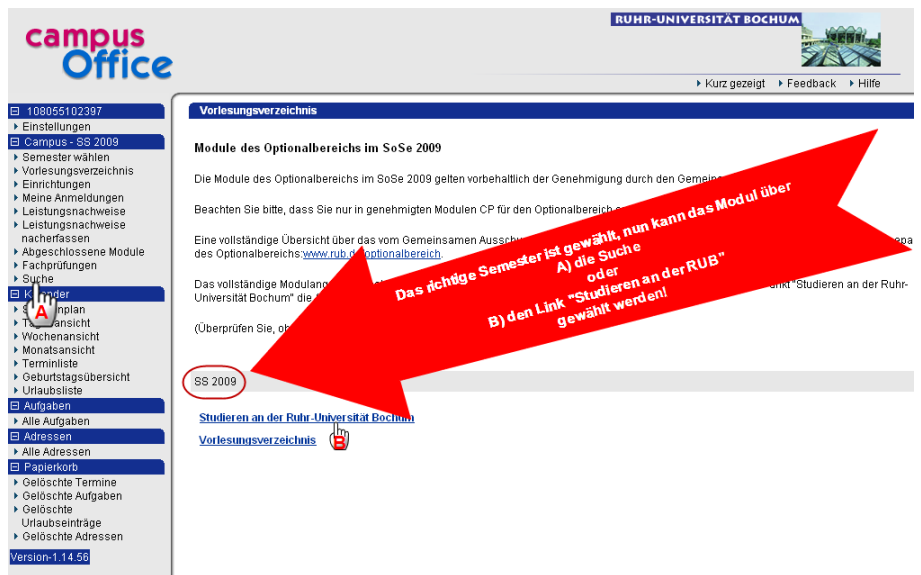 campus
Office
RUHR-UNIVERSITÄT BOCHUM
Kurz gezeigt Feedback Hilfe
108055102397
Einstellungen
Campus - SS 2009
Semester wählen
Vorlesungsverzeichnis
Einrichtungen
Meine Anmeldungen
Leistungsnachweise
Leistungsnachweise
nacherfassen
Abgeschlossene Module
Fachprüfungen
Suche
A
Tagesansicht
Wochenansicht
Monatsansicht
Terminliste
Geburtstagsübersicht
Urlaubsliste
Aufgaben
Alle Aufgaben
Adressen
Alle Adressen
Papierkorb
Gelöschte Termine
Gelöschte Aufgaben
Gelöschte
Urlaubseinträge
Gelöschte Adressen
Version-1.14.56
Vorlesungsverzeichnis
Module des Optionalbereichs im SoSe 2009
Die Module des Optionalbereichs im SoSe 2009 gelten vorbehaltlich der Genehmigung durch den
Beachten Sie bitte, dass Sie nur in genehmigten Modulen CP für den Optionalbereich
Eine vollständige Übersicht über das vom Gemeinsamen
des Optionalbereichs:www.rub.de/optionalbereich.
Das vollständige "Studieren an der Ruhr-
Universität Bochum" die
(Überprüfen Sie,
Das richtige Semester ist gewählt, nun kann das Modul über
A) die Suche
oder
B) den Link "Studieren an der RUB"
gewählt werden!
SS 2009
Studieren an der Ruhr-Universität Bochum
Vorlesungsverzeichnis
B